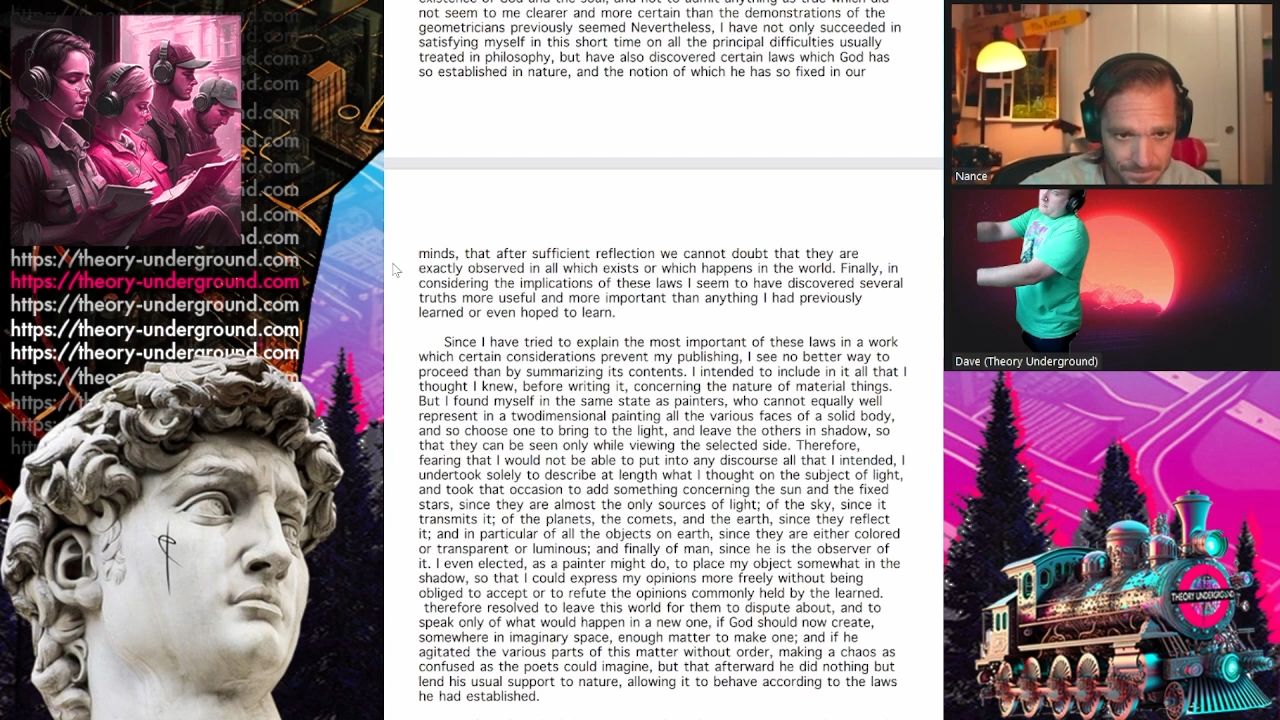 existence of God and the soul, and not to admit anything as true which did
not seem to me clearer and more certain than the demonstrations of the
geometricians previously seemed Nevertheless, I have not only succeeded in
satisfying myself in this short time on all the principal difficulties usually
treated in philosophy, but have also discovered certain laws which God has
so established in nature, and the notion of which he has so fixed in our
minds, that after sufficient reflection we cannot doubt that they are
exactly observed in all which exists or which happens in the world. Finally, in
considering the implications of these laws I seem to have discovered several
truths more useful and more important than anything I had previously
learned or even hoped to learn.
Since I have tried to explain the most important of these laws in a work
which certain considerations prevent my publishing, I see no better way to
proceed than by summarizing its contents. I intended to include in it all that I
thought I knew, before writing it, concerning the nature of material things.
But I found myself in the same state as painters, who cannot equally well
represent in a twodimensional painting all the various faces of a solid body,
and so choose one to bring to the light, and leave the others in shadow, so
that they can be seen only while viewing the selected side. Therefore,
fearing that I would not be able to put into any discourse all that I intended, I
undertook solely to describe at length what I thought on the subject of light,
and took that occasion to add something concerning the sun and the fixed
stars, since they are almost the only sources of light; of the sky, since it
transmits it; of the planets, the comets, and the earth, since they reflect
it; and in particular of all the objects on earth, since they are either colored
or transparent or luminous; and finally of man, since he is the observer of
it. I even elected, as a painter might do, to place my object somewhat in the
shadow, so that I could express my opinions more freely without being
obliged to accept or to refute the opinions commonly held by the learned.
therefore resolved to leave this world for them to dispute about, and to
speak only of what would happen in a new one, if God should now create,
somewhere in imaginary space, enough matter to make one; and if he
agitated the various parts of this matter without order, making a chaos as
confused as the poets could imagine, but that afterward he did nothing but
lend his usual support to nature, allowing it to behave according to the laws
he had established.
https://theory-underground.com
https://theory-underground.com
https://theory-underground.com
https://theory-underground.com
https://theory-underground.com
Nance
Dave (Theory Underground)
THEORY UNDERGROUND